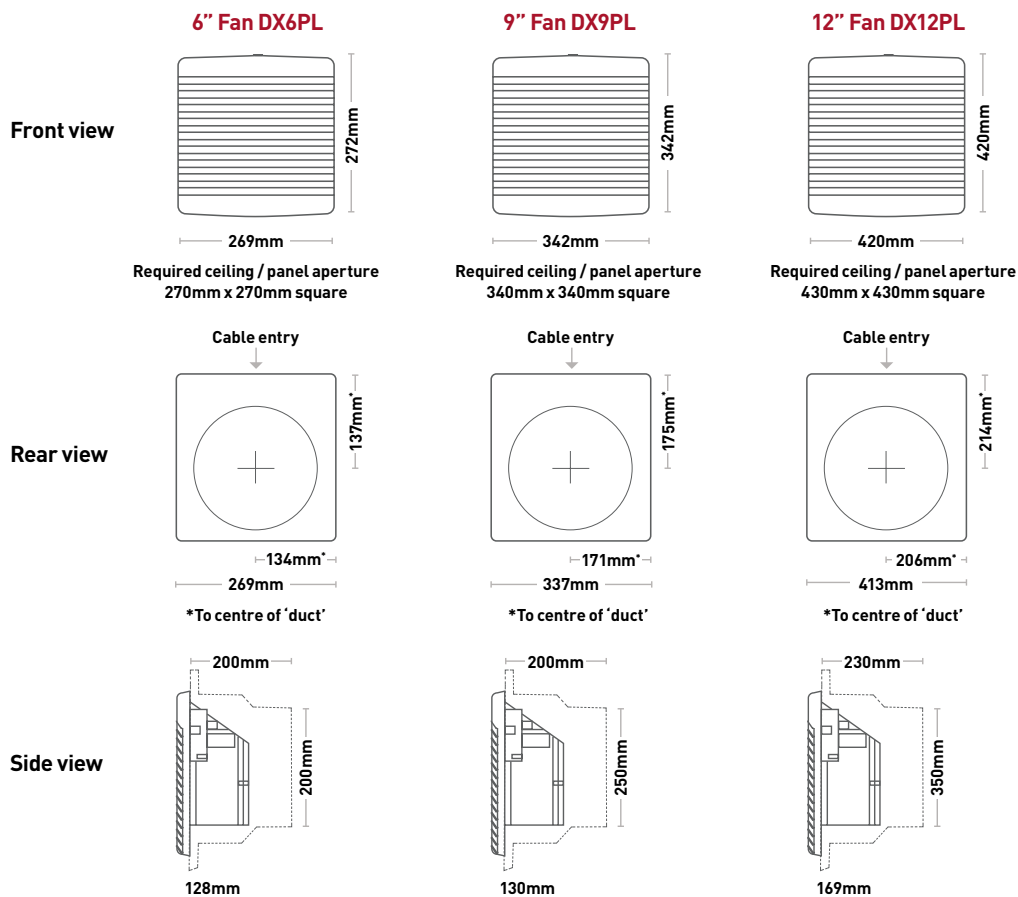 6” Fan DX6PL
9” Fan DX9PL
12” Fan DX12PL
Front view
272mm
342mm
420mm
269mm
342mm
420mm
Required ceiling / panel aperture
270mm x 270mm square
Required ceiling / panel aperture
340mm x 340mm square
Required ceiling / panel aperture
430mm x 430mm square
Cable entry
Cable entry
Cable entry
Rear view
137mm*
175mm*
214mm*
134mm*
171mm*
206mm*
269mm
337mm
413mm
*To centre of ‘duct’
*To centre of ‘duct’
*To centre of ‘duct’
200mm
200mm
230mm
Side view
200mm
250mm
350mm
128mm
130mm
169mm